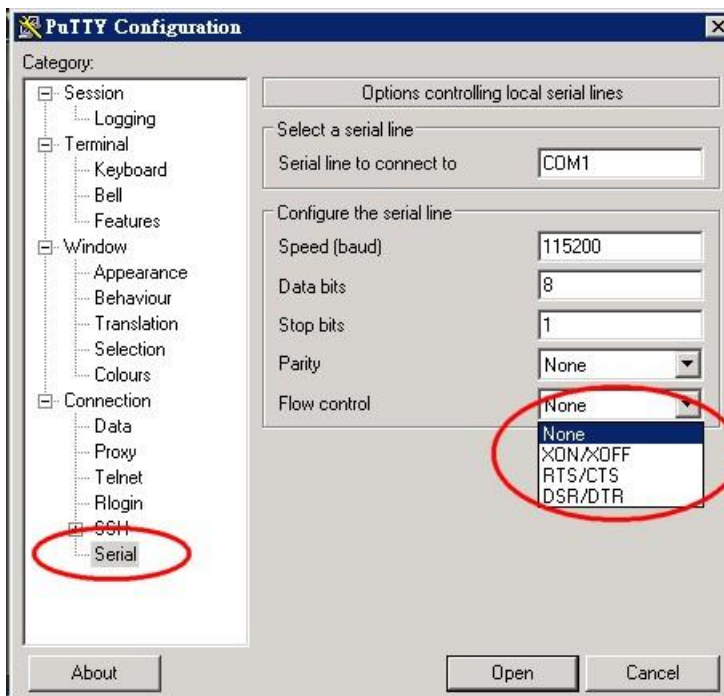 PuTTY Configuration
Category:
Session
Logging
Terminal
Keyboard
Bell
Features
Window
Appearance
Behaviour
Translation
Selection
Colours
Connection
Data
Proxy
Telnet
Rlogin
SSH
Serial
Options controlling local serial lines
Select a serial line
Serial line to connect to
COM1
Configure the serial line
Speed (baud)
115200
Data bits
8
Stop bits
1
Parity
None
Flow control
None
None
XON/XOFF
RTS/CTS
DSR/DTR
About
Open
Cancel